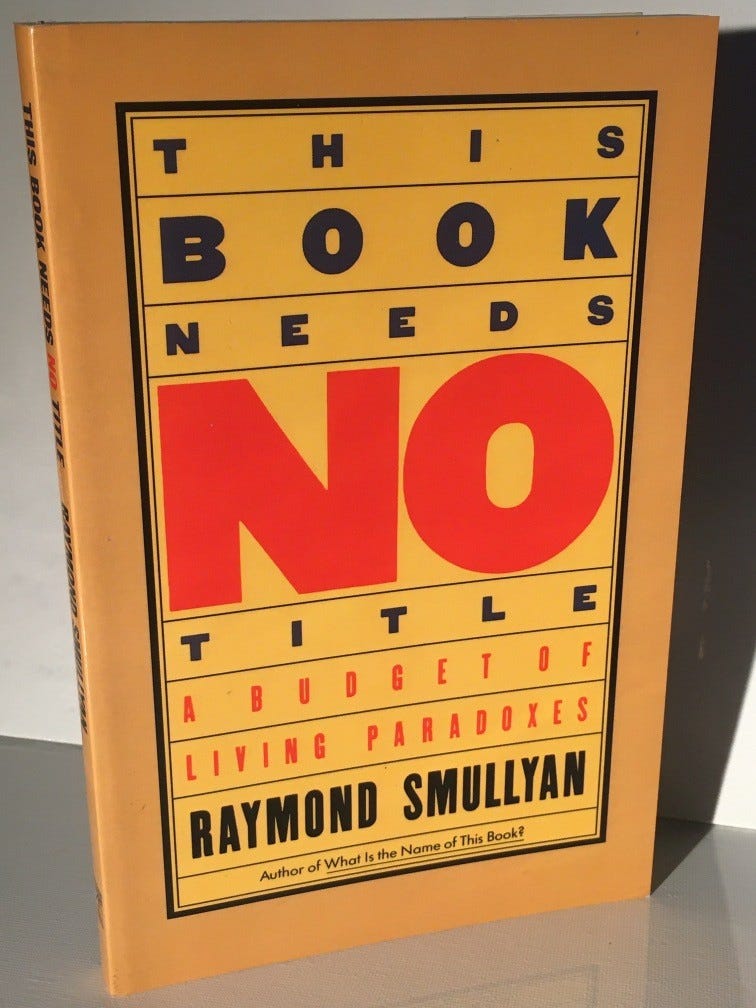 THIS
BOOK
NEEDS
NO
TITLE
A BUDGET OF
LIVING PARADOXES
RAYMOND SMULLYAN
Author of What Is the Name of This Book?
THIS BOOK NEEDS NO TITLE RAYMOND SMULLYAN